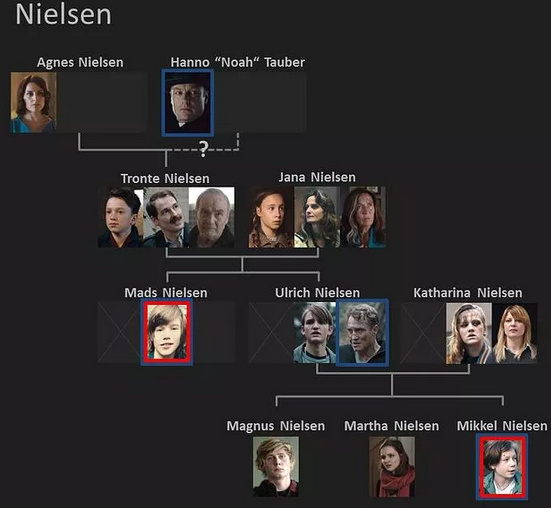 Nielsen
Agnes Nielsen
Hanno “Noah“ Tauber
?
Tronte Nielsen
Jana Nielsen
Mads Nielsen
Ulrich Nielsen
Katharina Nielsen
Magnus Nielsen
Martha Nielsen
Mikkel Nielsen